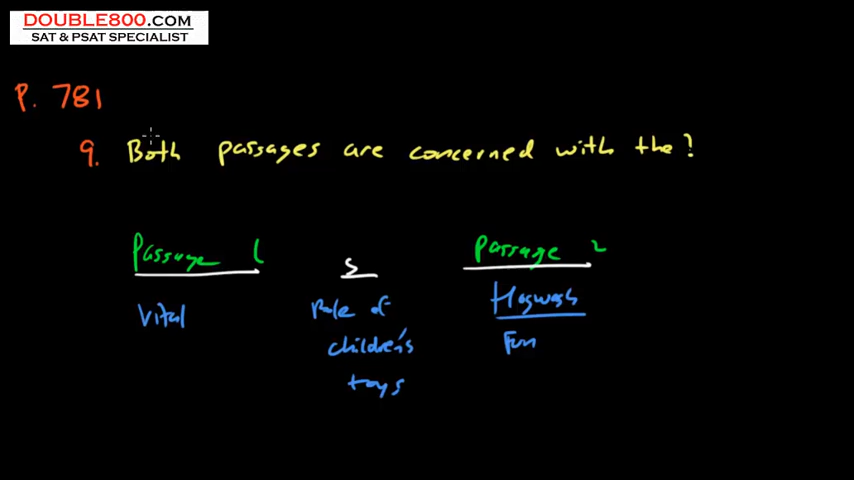 DOUBLE800.COM
SAT & PSAT SPECIALIST
P. 781
9. Both passages are concerned with the?
Passage 1 S Passage 2
Vital Role of Hogwash
children's Fun
toys